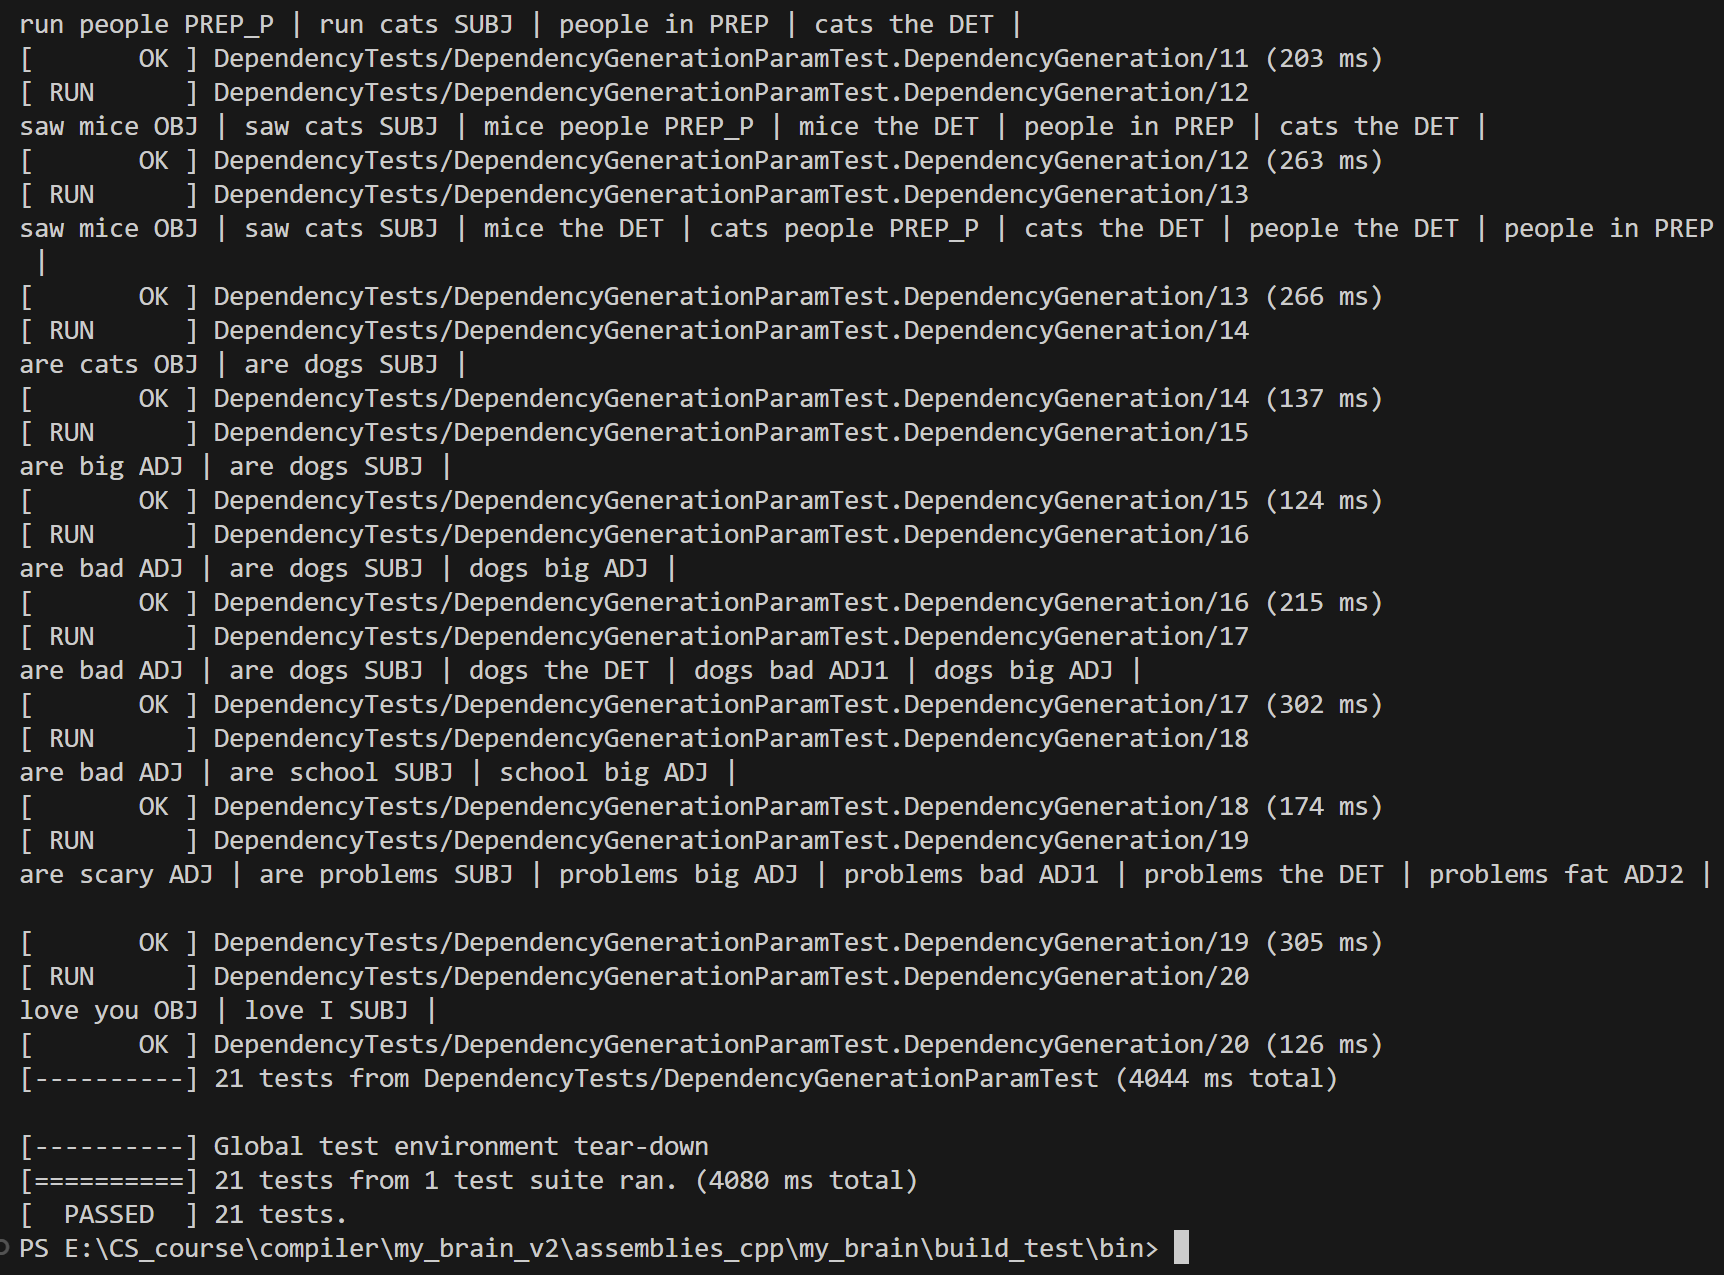 run people PREP_P | run cats SUBJ | people in PREP | cats the DET |
[       OK ] DependencyTests/DependencyGenerationParamTest.DependencyGeneration/11 (203 ms)
[ RUN      ] DependencyTests/DependencyGenerationParamTest.DependencyGeneration/12
saw mice OBJ | saw cats SUBJ | mice people PREP_P | mice the DET | people in PREP | cats the DET |
[       OK ] DependencyTests/DependencyGenerationParamTest.DependencyGeneration/12 (263 ms)
[ RUN      ] DependencyTests/DependencyGenerationParamTest.DependencyGeneration/13
saw mice OBJ | saw cats SUBJ | mice the DET | cats people PREP_P | cats the DET | people the DET | people in PREP
 |
[       OK ] DependencyTests/DependencyGenerationParamTest.DependencyGeneration/13 (266 ms)
[ RUN      ] DependencyTests/DependencyGenerationParamTest.DependencyGeneration/14
are cats OBJ | are dogs SUBJ |
[       OK ] DependencyTests/DependencyGenerationParamTest.DependencyGeneration/14 (137 ms)
[ RUN      ] DependencyTests/DependencyGenerationParamTest.DependencyGeneration/15
are big ADJ | are dogs SUBJ |
[       OK ] DependencyTests/DependencyGenerationParamTest.DependencyGeneration/15 (124 ms)
[ RUN      ] DependencyTests/DependencyGenerationParamTest.DependencyGeneration/16
are bad ADJ | are dogs SUBJ | dogs big ADJ |
[       OK ] DependencyTests/DependencyGenerationParamTest.DependencyGeneration/16 (215 ms)
[ RUN      ] DependencyTests/DependencyGenerationParamTest.DependencyGeneration/17
are bad ADJ | are dogs SUBJ | dogs the DET | dogs bad ADJ1 | dogs big ADJ |
[       OK ] DependencyTests/DependencyGenerationParamTest.DependencyGeneration/17 (302 ms)
[ RUN      ] DependencyTests/DependencyGenerationParamTest.DependencyGeneration/18
are bad ADJ | are school SUBJ | school big ADJ |
[       OK ] DependencyTests/DependencyGenerationParamTest.DependencyGeneration/18 (174 ms)
[ RUN      ] DependencyTests/DependencyGenerationParamTest.DependencyGeneration/19
are scary ADJ | are problems SUBJ | problems big ADJ | problems bad ADJ1 | problems the DET | problems fat ADJ2 |

[       OK ] DependencyTests/DependencyGenerationParamTest.DependencyGeneration/19 (305 ms)
[ RUN      ] DependencyTests/DependencyGenerationParamTest.DependencyGeneration/20
love you OBJ | love I SUBJ |
[       OK ] DependencyTests/DependencyGenerationParamTest.DependencyGeneration/20 (126 ms)
[----------] 21 tests from DependencyTests/DependencyGenerationParamTest (4044 ms total)

[----------] Global test environment tear-down
[==========] 21 tests from 1 test suite ran. (4080 ms total)
[  PASSED  ] 21 tests.
PS E:\CS_course\compiler\my_brain_v2\assemblies_cpp\my_brain\build_test\bin>